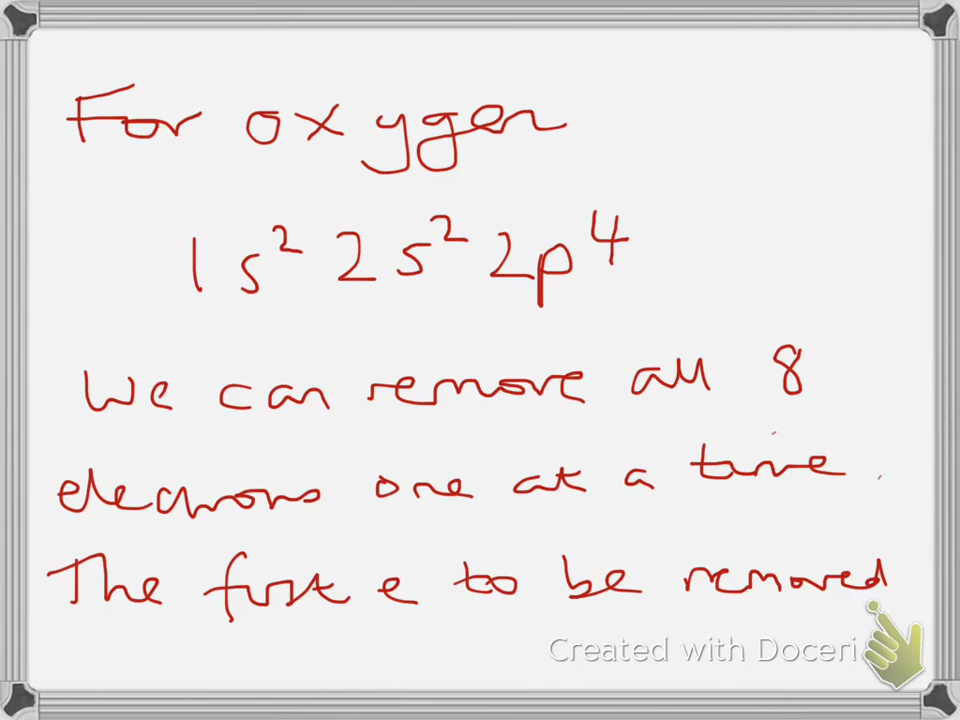 For oxygen
1s² 2s² 2p⁴
We can remove all 8
electrons one at a time.
The first e to be removed
Created with Doceri